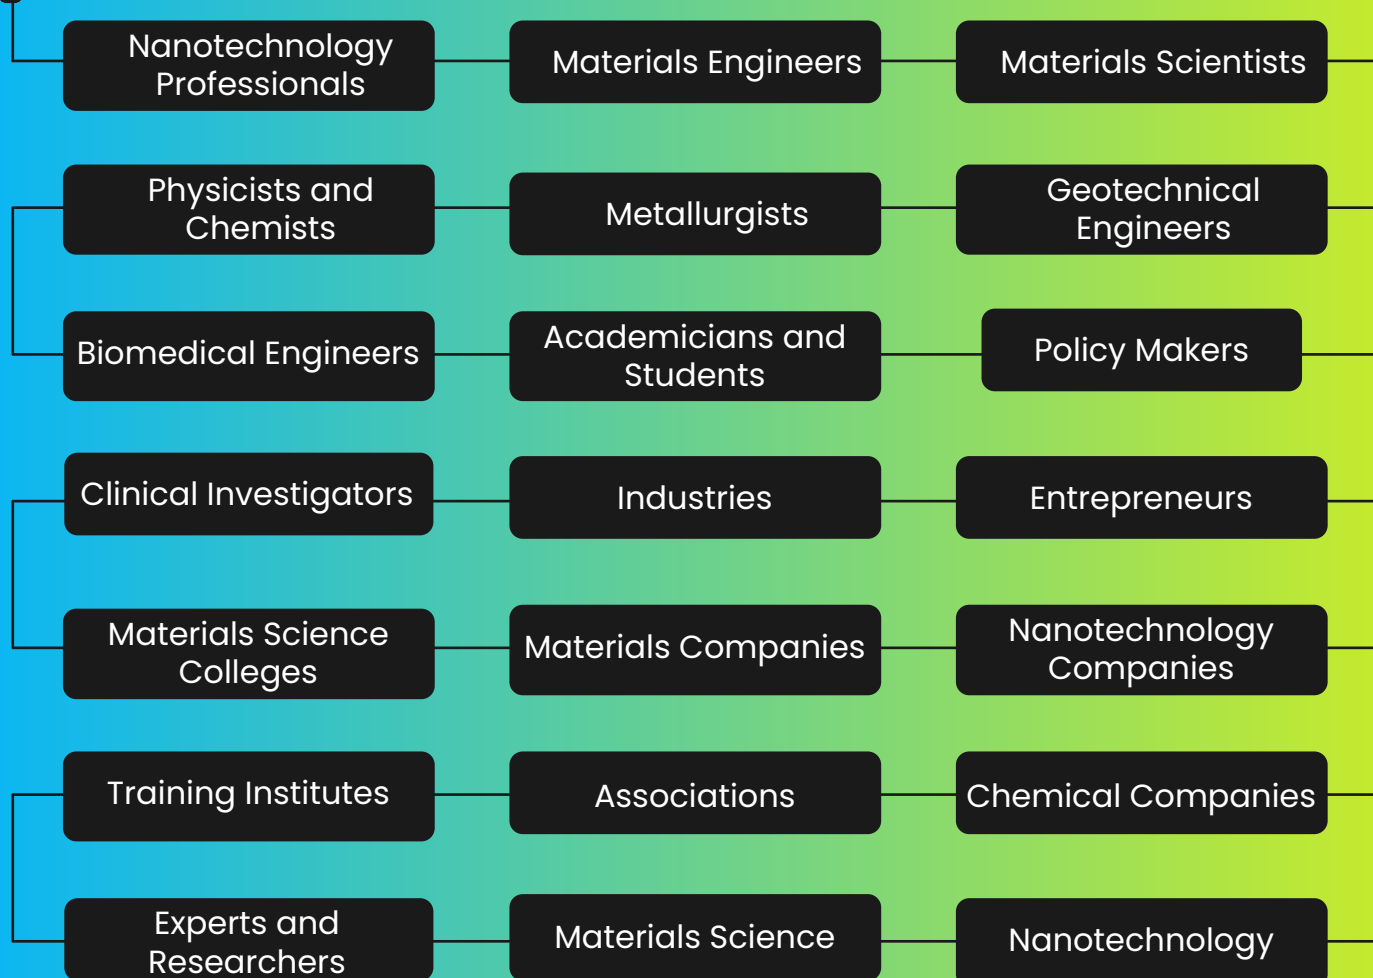 Nanotechnology
Professionals
Materials Engineers
Materials Scientists
Physicists and
Chemists
Metallurgists
Geotechnical
Engineers
Biomedical Engineers
Academicians and
Students
Policy Makers
Clinical Investigators
Industries
Entrepreneurs
Materials Science
Colleges
Materials Companies
Nanotechnology
Companies
Training Institutes
Associations
Chemical Companies
Experts and
Researchers
Materials Science
Nanotechnology